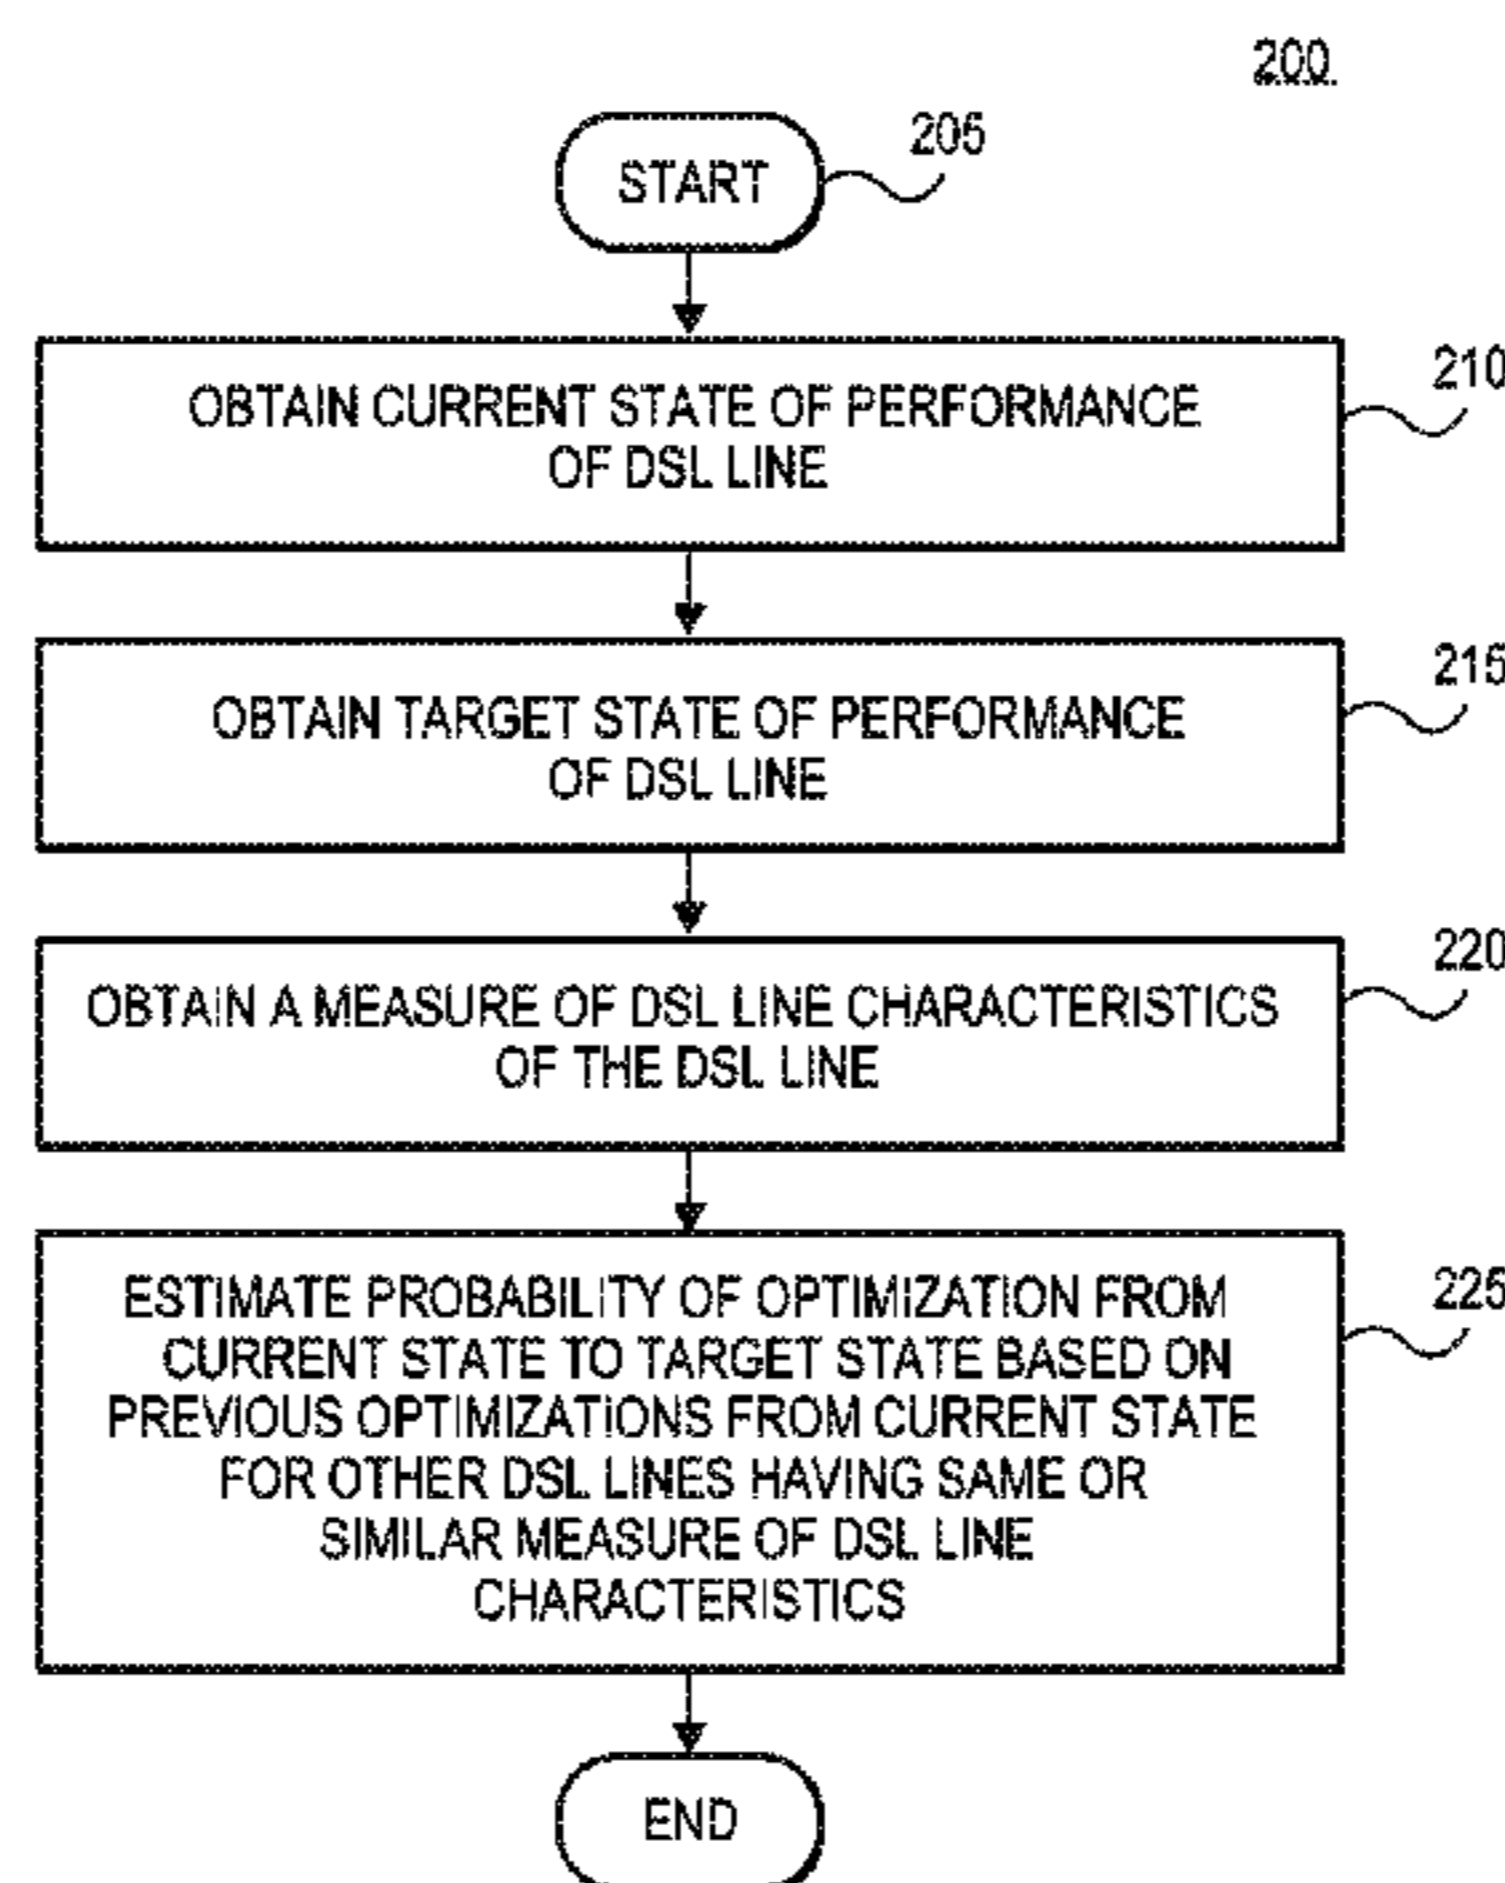 200
START
205
OBTAIN CURRENT STATE OF PERFORMANCE
OF DSL LINE
210
OBTAIN TARGET STATE OF PERFORMANCE
OF DSL LINE
215
OBTAIN A MEASURE OF DSL LINE CHARACTERISTICS
OF THE DSL LINE
220
ESTIMATE PROBABILITY OF OPTIMIZATION FROM
CURRENT STATE TO TARGET STATE BASED ON
PREVIOUS OPTIMIZATIONS FROM CURRENT STATE
FOR OTHER DSL LINES HAVING SAME OR
SIMILAR MEASURE OF DSL LINE
CHARACTERISTICS
225
END